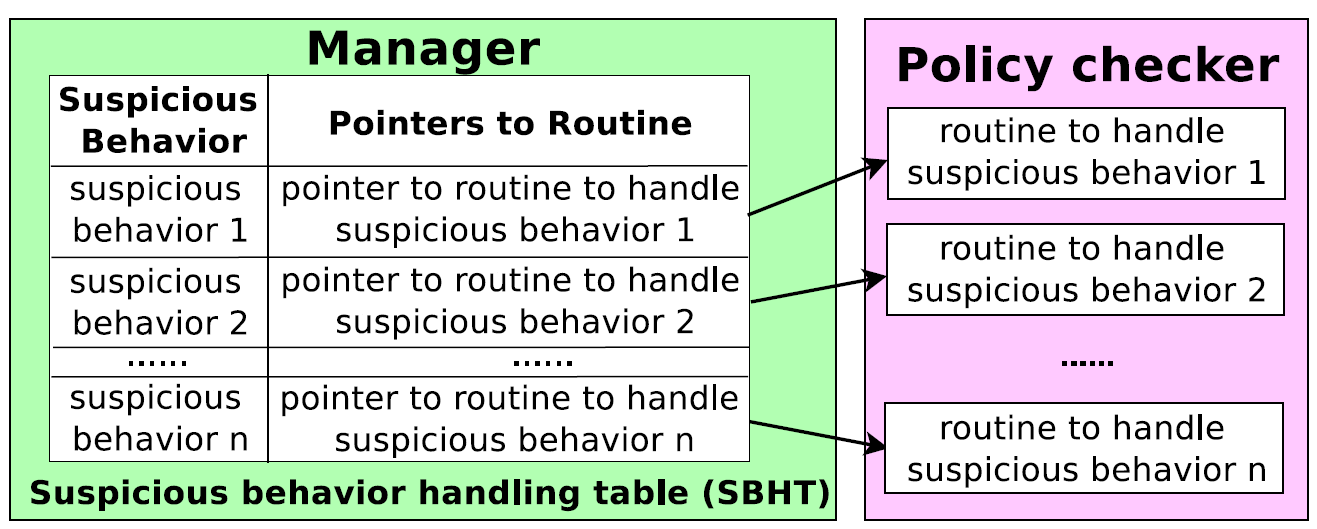 Manager
Suspicious
Behavior
Pointers to Routine
suspicious
behavior 1
pointer to routine to handle
suspicious behavior 1
suspicious
behavior 2
pointer to routine to handle
suspicious behavior 2
......
......
suspicious
behavior n
pointer to routine to handle
suspicious behavior n
Suspicious behavior handling table (SBHT)
Policy checker
routine to handle
suspicious behavior 1
routine to handle
suspicious behavior 2
......
routine to handle
suspicious behavior n